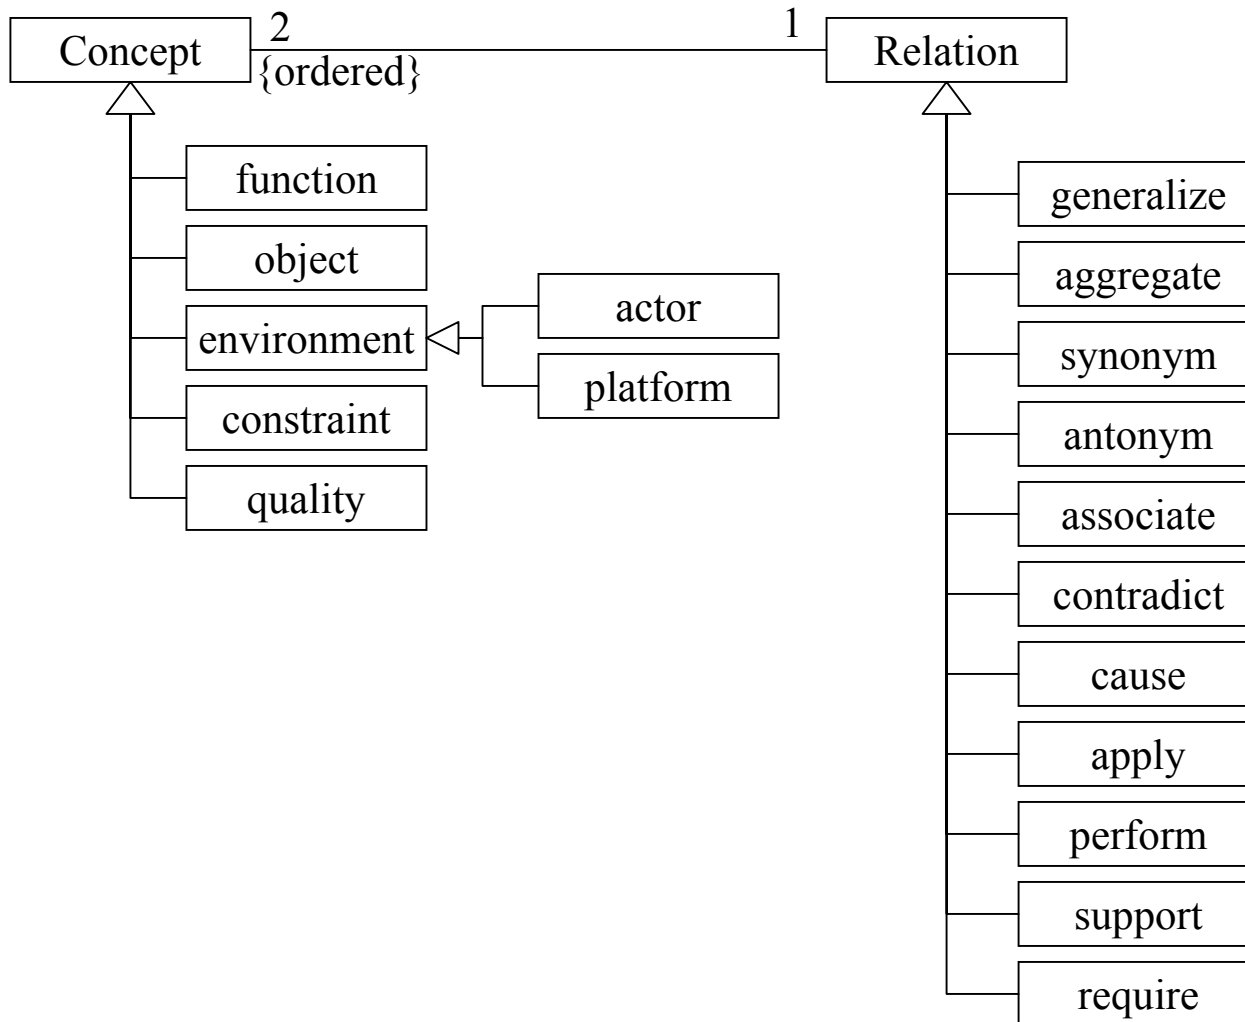 Concept
2
{ordered}
1
Relation
function
object
environment
constraint
quality
actor
platform
generalize
aggregate
synonym
antonym
associate
contradict
cause
apply
perform
support
require